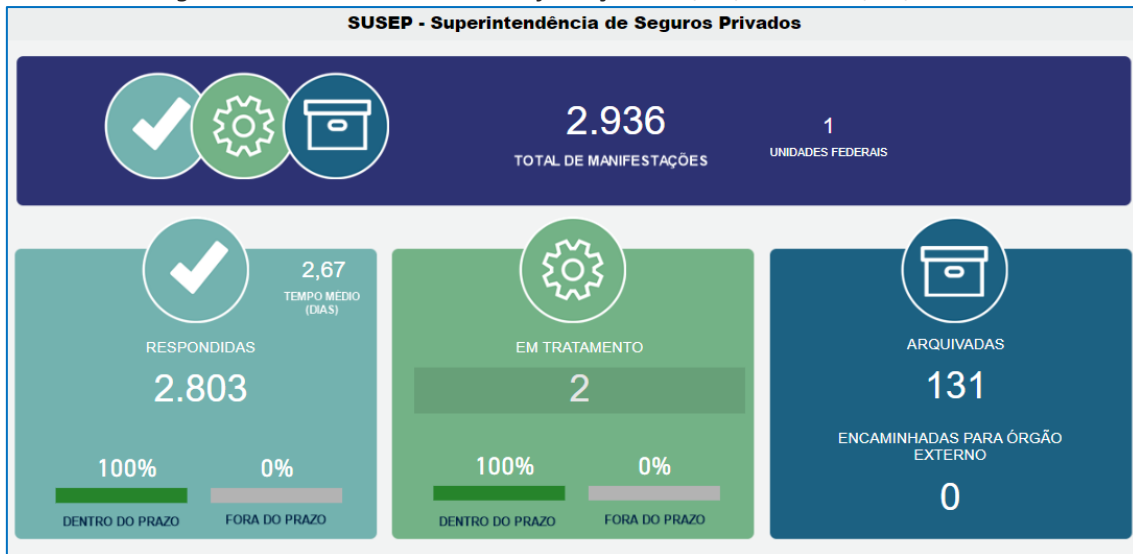 SUSEP - Superintendência de Seguros Privados
2.936
TOTAL DE MANIFESTAÇÕES
1
UNIDADES FEDERAIS
2,67
TEMPO MÉDIO
(DIAS)
RESPONDIDAS
2.803
100%
0%
DENTRO DO PRAZO
FORA DO PRAZO
EM TRATAMENTO
2
100%
0%
DENTRO DO PRAZO
FORA DO PRAZO
ARQUIVADAS
131
ENCAMINHADAS PARA ÓRGÃO
EXTERNO
0